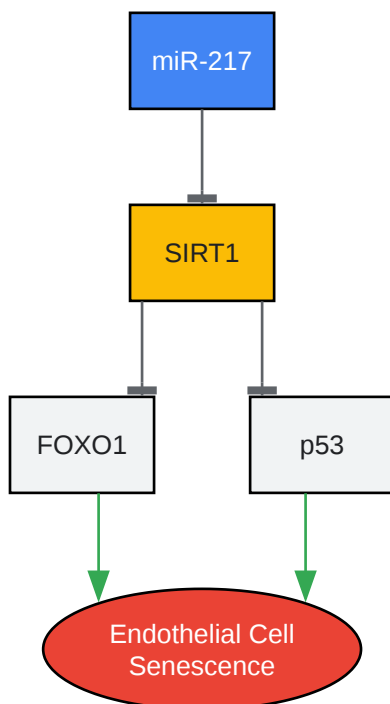 miR-217
SIRT1
FOXO1
p53
Endothelial Cell
Senescence